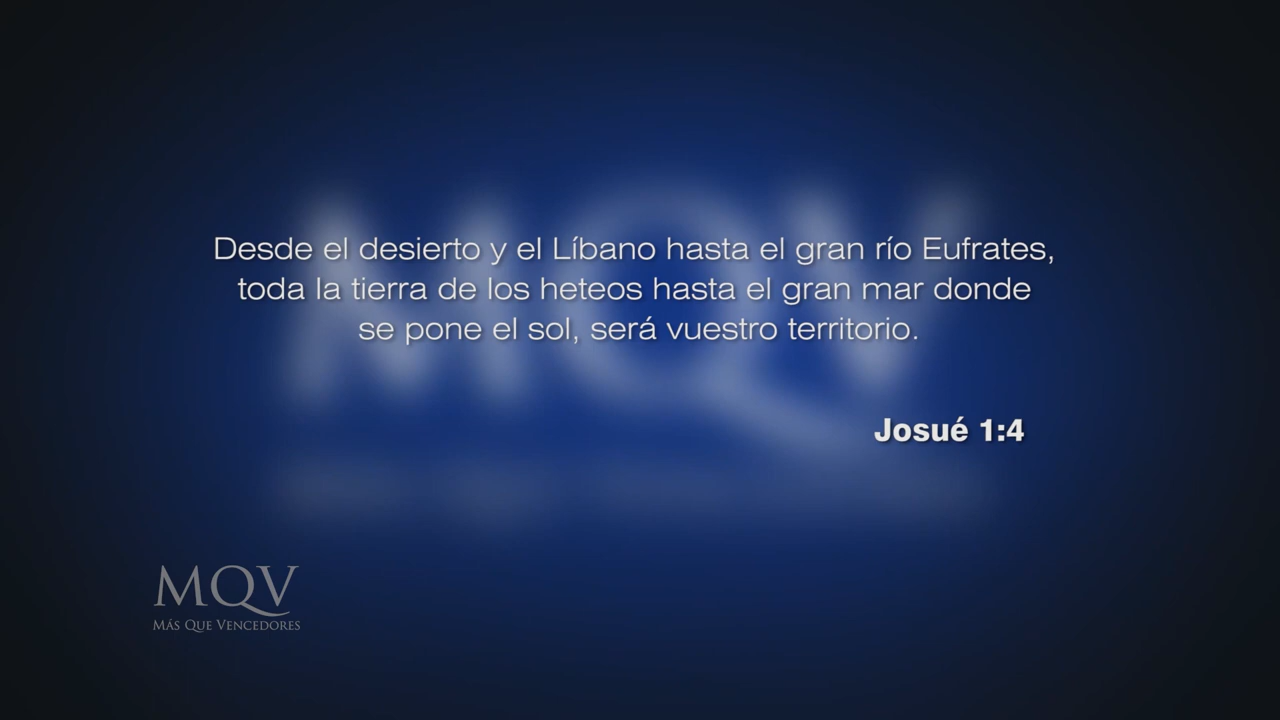 Desde el desierto y el Líbano hasta el gran río Eufrates,
toda la tierra de los heteos hasta el gran mar donde
se pone el sol, será vuestro territorio.
Josué 1:4
MQV
MÁS QUE VENCEDORES